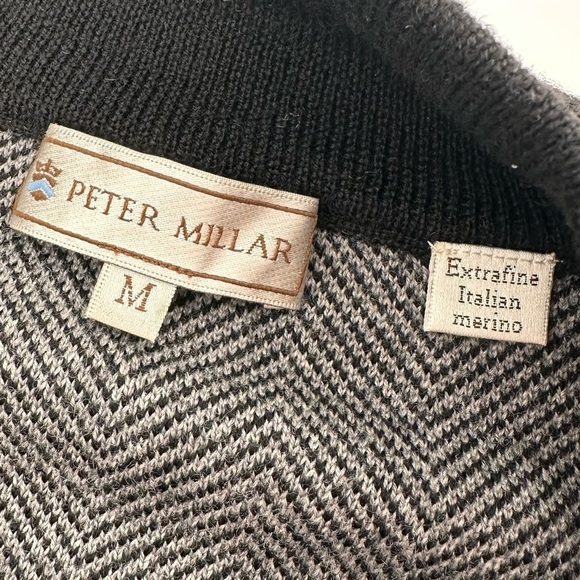 PETER MILLAR
M
Extrafine
Italian
merino